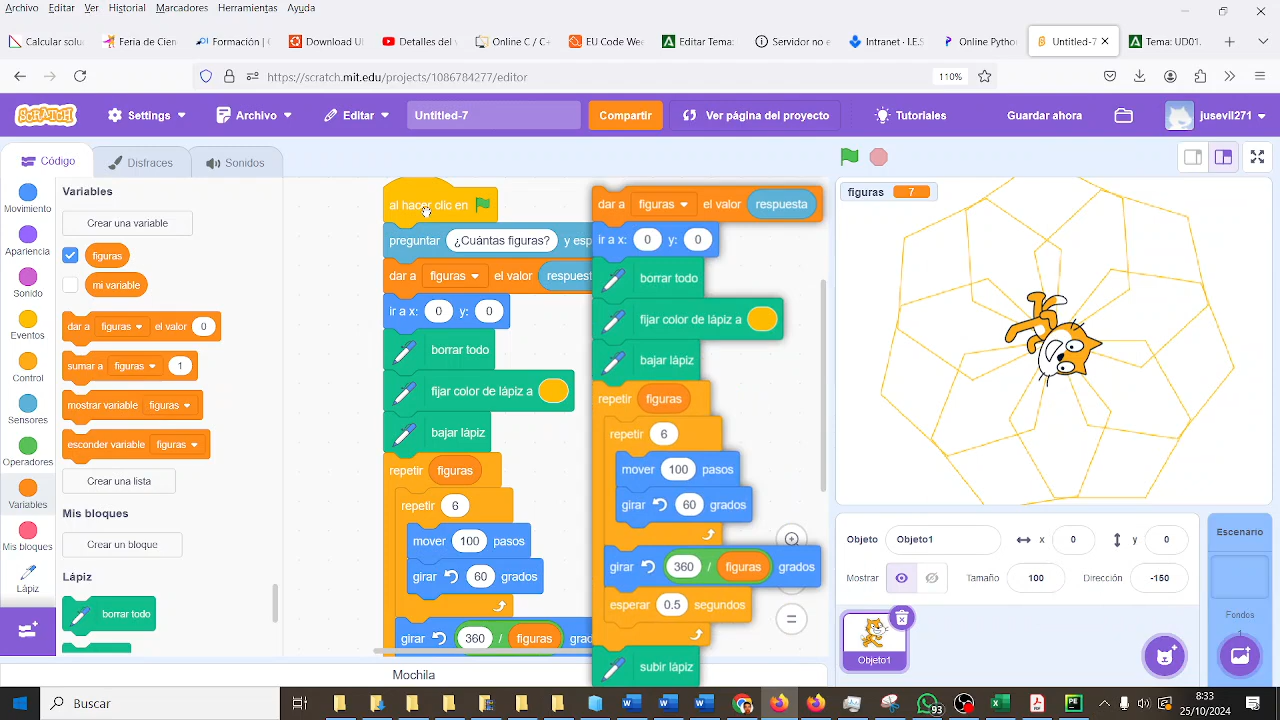 Archivo Editar Ver Historial Marcadores Herramientas Ayuda
Calcular solu Feria de Cien Formación | ( Download UI Detalles del v Online C / C+ EU Code Wee Editar Tema: Servidor no e Intranet - I.E.S Online Pytho Untitled-7 Tema: UD01.
https://scratch.mit.edu/projects/1086784277/editor 110%
SCRATCH Settings Archivo Editar Untitled-7 Compartir Ver página del proyecto Tutoriales Guardar ahora jusevil271
Código Disfraces Sonidos
Movimiento
Apariencia
Sonido
Eventos
Control
Sensores
Operadores
Variables
Mis bloques
Lápiz
Variables
Crear una variable
figuras
mi variable
dar a figuras el valor 0
sumar a figuras 1
mostrar variable figuras
esconder variable figuras
Crear una lista
Mis bloques
Crear un bloque
Lápiz
borrar todo
al hacer clic en
preguntar ¿Cuántas figuras? y esp
dar a figuras el valor respuest
ir a x: 0 y: 0
borrar todo
fijar color de lápiz a
bajar lápiz
repetir figuras
repetir 6
mover 100 pasos
girar 60 grados
girar 360 / figuras grad
dar a figuras el valor respuesta
ir a x: 0 y: 0
borrar todo
fijar color de lápiz a
bajar lápiz
repetir figuras
repetir 6
mover 100 pasos
girar 60 grados
girar 360 / figuras grados
esperar 0.5 segundos
subir lápiz
Mochila
figuras 7
Objeto Objeto1 x 0 y 0
Mostrar Tamaño 100 Dirección -150
Objeto1
Escenario
Fondos
1
Buscar
93
8:33
25/10/2024